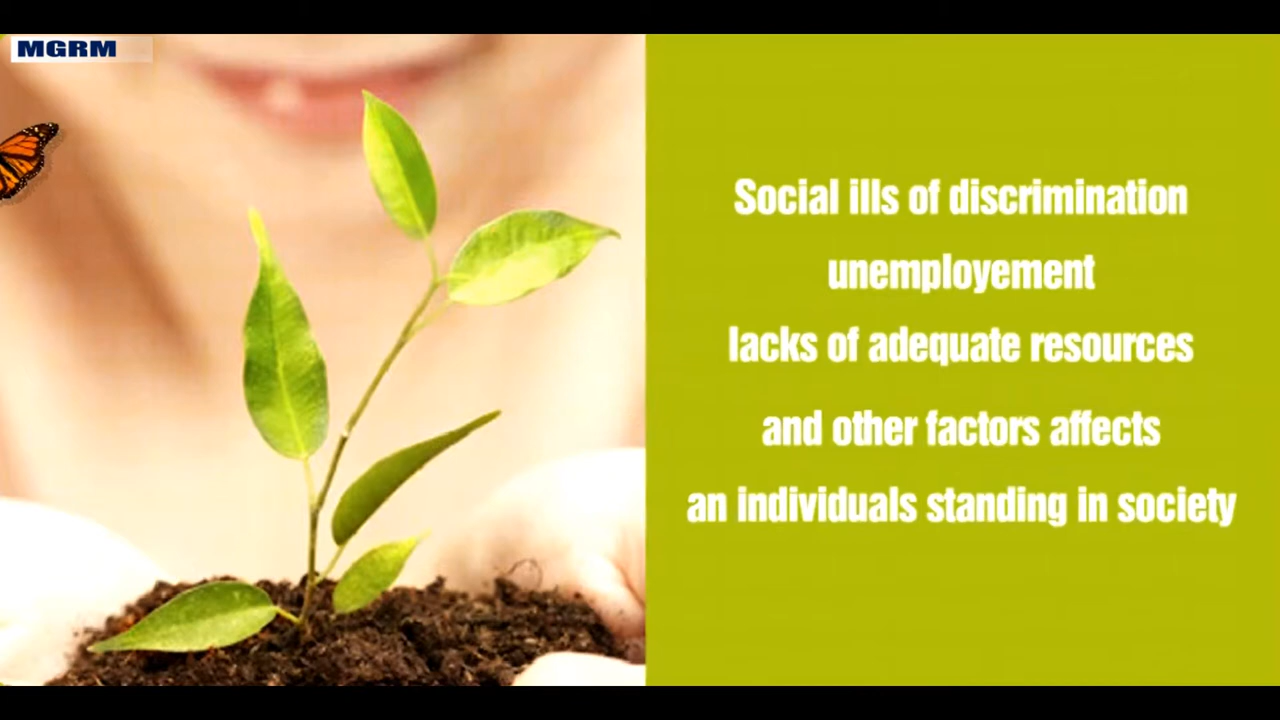 MGRM
Social ills of discrimination
unemployement
lacks of adequate resources
and other factors affects
an individuals standing in society